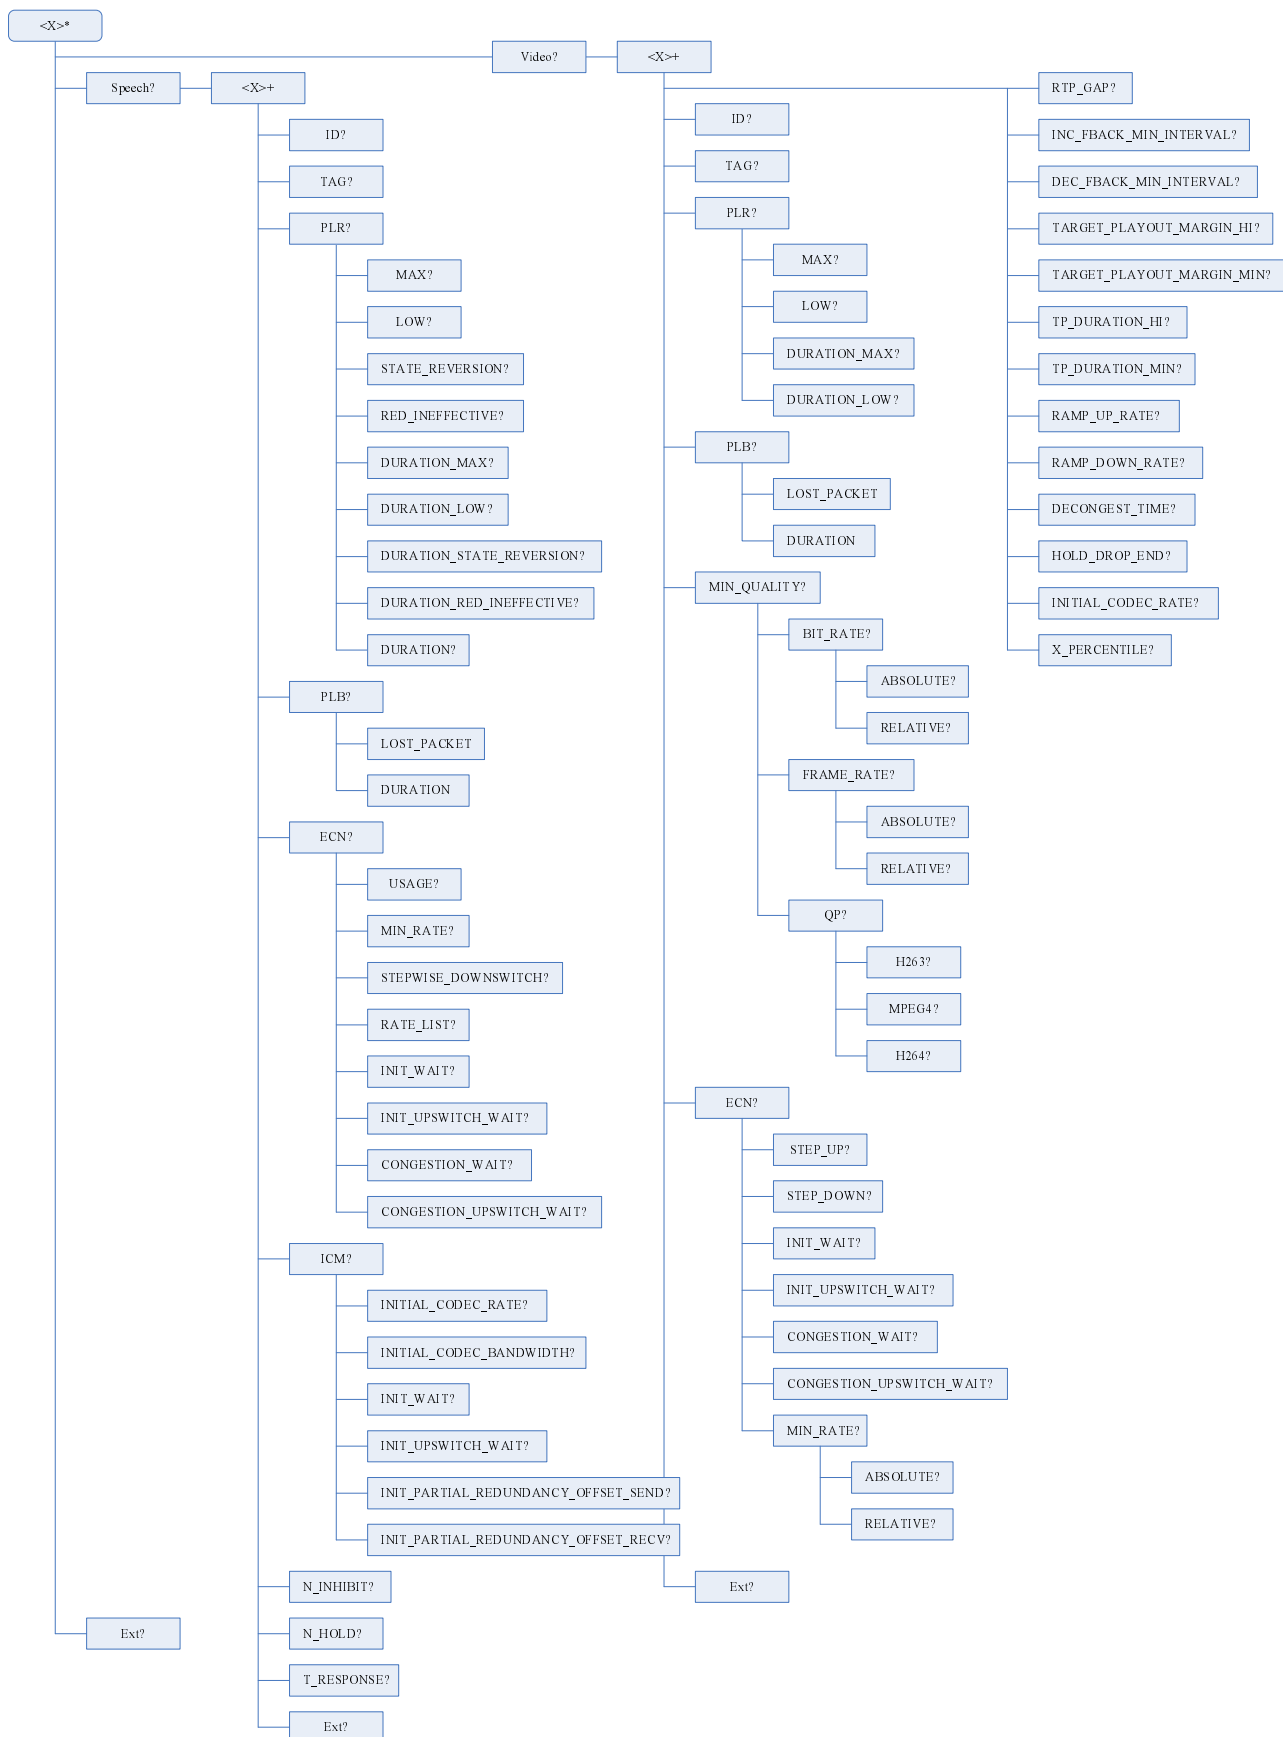 <X>*
Video?
<X>+
Speech?
<X>+
ID?
TAG?
PLR?
MAX?
LOW?
STATE_REVERSION?
RED_INEFFECTIVE?
DURATION_MAX?
DURATION_LOW?
DURATION_STATE_REVERSION?
DURATION_RED_INEFFECTIVE?
DURATION?
PLB?
LOST_PACKET
DURATION
ECN?
USAGE?
MIN_RATE?
STEPWISE_DOWNSWITCH?
RATE_LIST?
INIT_WAIT?
INIT_UPSWITCH_WAIT?
CONGESTION_WAIT?
CONGESTION_UPSWITCH_WAIT?
ICM?
INITIAL_CODEC_RATE?
INITIAL_CODEC_BANDWIDTH?
INIT_WAIT?
INIT_UPSWITCH_WAIT?
INIT_PARTIAL_REDUNDANCY_OFFSET_SEND?
INIT_PARTIAL_REDUNDANCY_OFFSET_RECV?
N_INHIBIT?
N_HOLD?
T_RESPONSE?
Ext?
Ext?
ID?
TAG?
PLR?
MAX?
LOW?
DURATION_MAX?
DURATION_LOW?
PLB?
LOST_PACKET
DURATION
MIN_QUALITY?
BIT_RATE?
ABSOLUTE?
RELATIVE?
FRAME_RATE?
ABSOLUTE?
RELATIVE?
QP?
H263?
MPEG4?
H264?
ECN?
STEP_UP?
STEP_DOWN?
INIT_WAIT?
INIT_UPSWITCH_WAIT?
CONGESTION_WAIT?
CONGESTION_UPSWITCH_WAIT?
MIN_RATE?
ABSOLUTE?
RELATIVE?
Ext?
RTP_GAP?
INC_FBACK_MIN_INTERVAL?
DEC_FBACK_MIN_INTERVAL?
TARGET_PLAYOUT_MARGIN_HI?
TARGET_PLAYOUT_MARGIN_MIN?
TP_DURATION_HI?
TP_DURATION_MIN?
RAMP_UP_RATE?
RAMP_DOWN_RATE?
DECONGEST_TIME?
HOLD_DROP_END?
INITIAL_CODEC_RATE?
X_PERCENTILE?